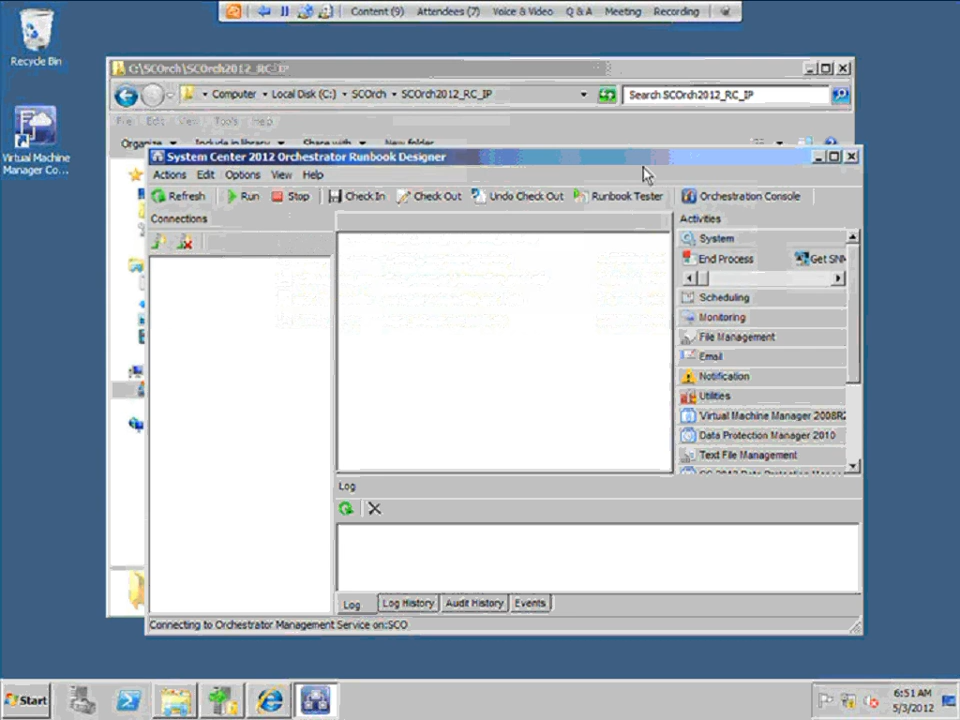 Content (9) Attendees (7) Voice & Video Q & A Meeting Recording
Recycle Bin
Virtual Machine
Manager Co...
C:\SCOrch\SCOrch2012_RC_IP
Computer Local Disk (C:) SCOrch SCOrch2012_RC_IP Search SCOrch2012_RC_IP
File Edit View Tools Help
Organize Include in library Share with New folder
System Center 2012 Orchestrator Runbook Designer
Actions Edit Options View Help
Refresh Run Stop Check In Check Out Undo Check Out Runbook Tester Orchestration Console
Connections
Activities
System
End Process Get SNM
Scheduling
Monitoring
File Management
Email
Notification
Utilities
Virtual Machine Manager 2008R2
Data Protection Manager 2010
Text File Management
Log
Log Log History Audit History Events
Connecting to Orchestrator Management Service on:SCO
Start
6:51 AM
5/3/2012